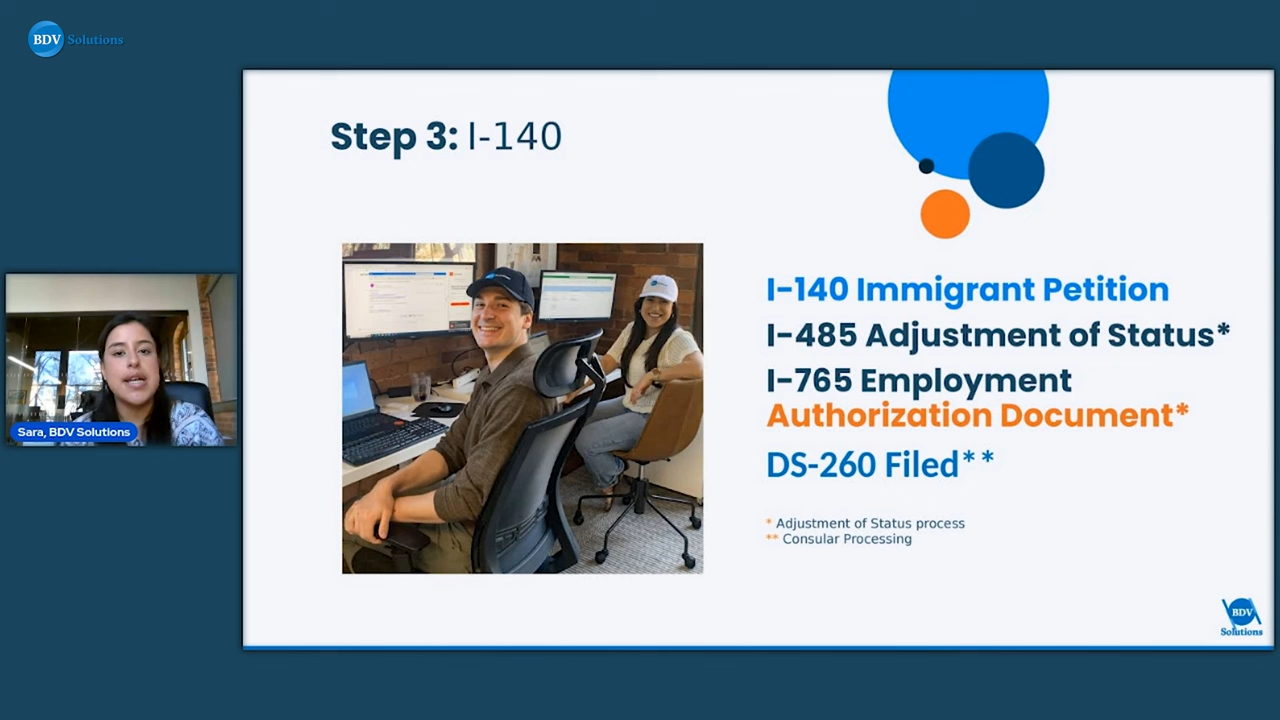 BDV Solutions
Step 3: I-140
I-140 Immigrant Petition
I-485 Adjustment of Status*
I-765 Employment
Authorization Document*
DS-260 Filed**
* Adjustment of Status process
** Consular Processing
Sara, BDV Solutions
BDV
Solutions